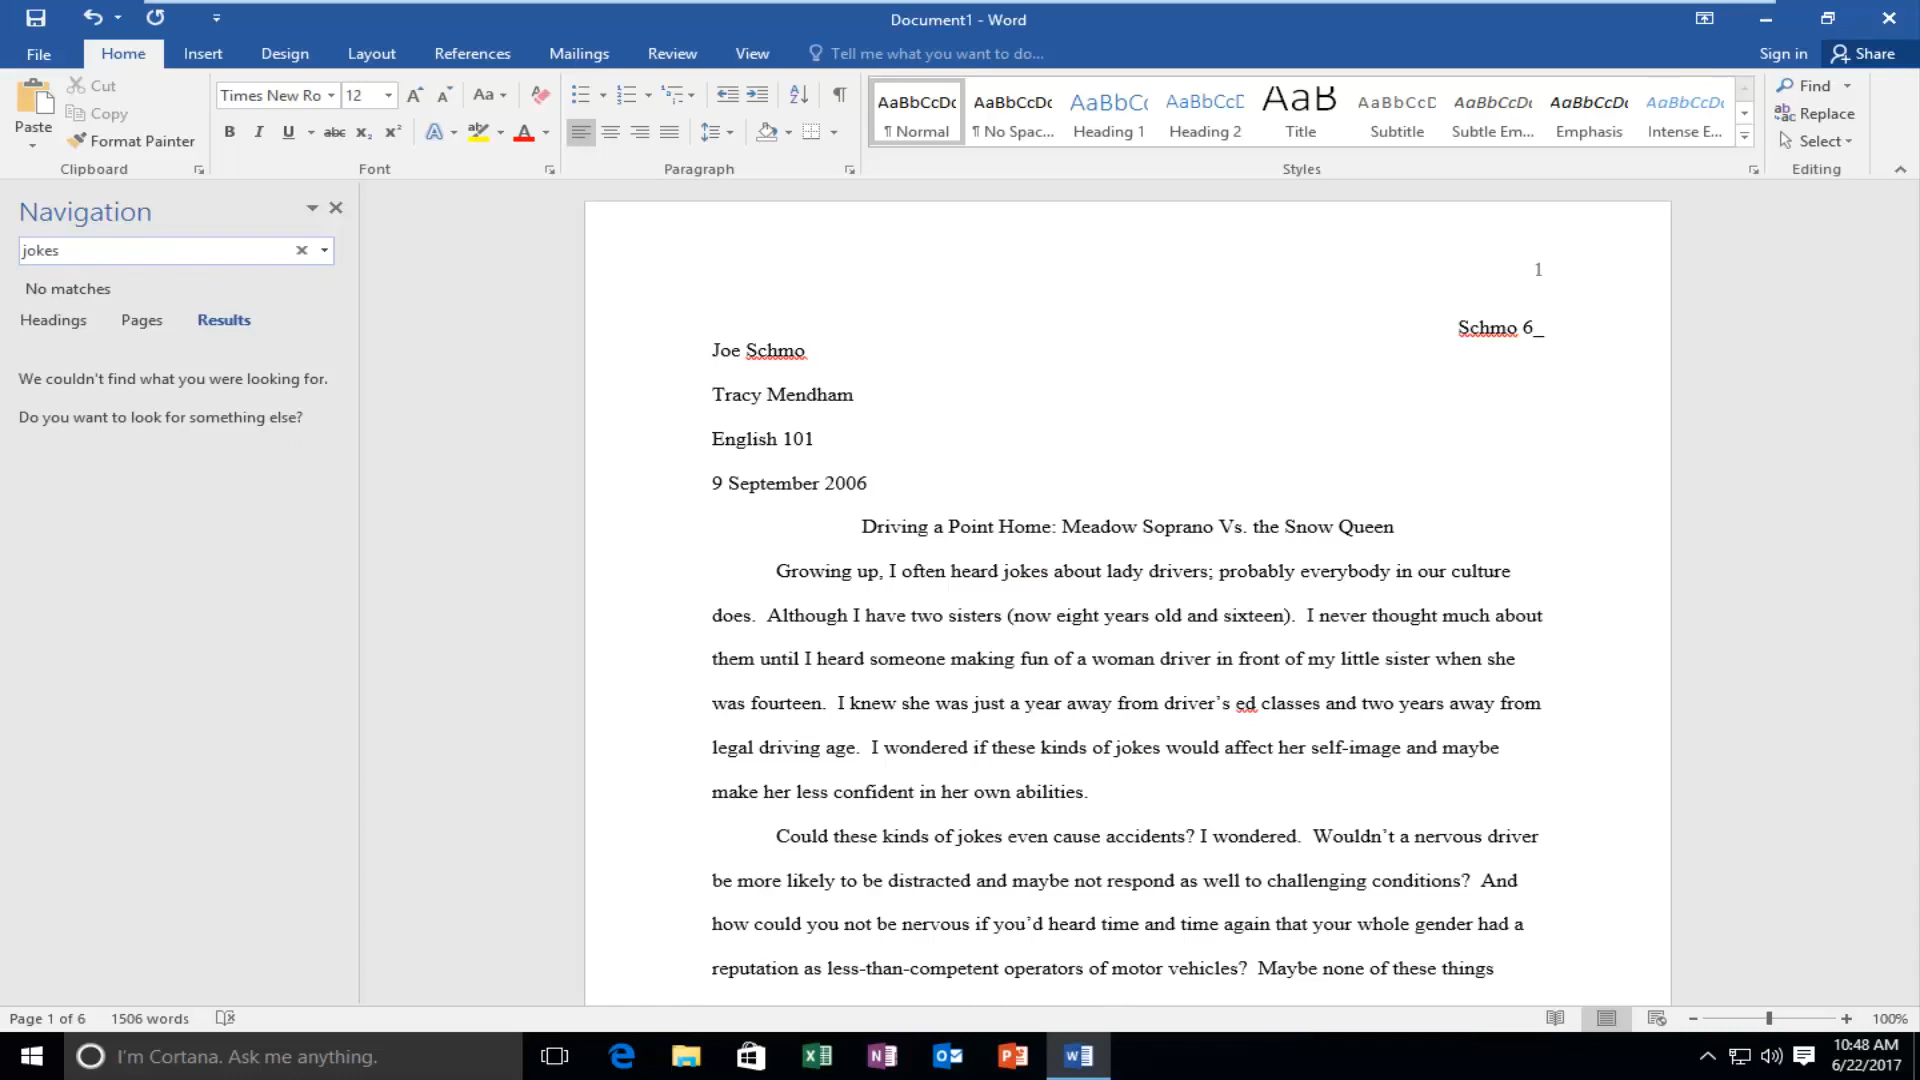 Document1 - Word
File Home Insert Design Layout References Mailings Review View Tell me what you want to do... Sign in Share
Paste
Cut
Copy
Format Painter
Clipboard
Times New Ro 12
Font
Paragraph
AaBbCcDc ¶ Normal
AaBbCcDc ¶ No Spac...
AaBbCc Heading 1
AaBbCcD Heading 2
AaB Title
AaBbCcD Subtitle
AaBbCcDc Subtle Em...
AaBbCcDc Emphasis
AaBbCcDc Intense E...
Styles
Find
Replace
Select
Editing
Navigation
jokes
No matches
Headings Pages Results
We couldn't find what you were looking for.
Do you want to look for something else?
1
Schmo 6_
Joe Schmo
Tracy Mendham
English 101
9 September 2006
Driving a Point Home: Meadow Soprano Vs. the Snow Queen
Growing up, I often heard jokes about lady drivers; probably everybody in our culture
does.  Although I have two sisters (now eight years old and sixteen).  I never thought much about
them until I heard someone making fun of a woman driver in front of my little sister when she
was fourteen.  I knew she was just a year away from driver’s ed classes and two years away from
legal driving age.  I wondered if these kinds of jokes would affect her self-image and maybe
make her less confident in her own abilities.
Could these kinds of jokes even cause accidents? I wondered.  Wouldn’t a nervous driver
be more likely to be distracted and maybe not respond as well to challenging conditions?  And
how could you not be nervous if you’d heard time and time again that your whole gender had a
reputation as less-than-competent operators of motor vehicles?  Maybe none of these things
Page 1 of 6 1506 words 100%
I'm Cortana. Ask me anything.
10:48 AM
6/22/2017